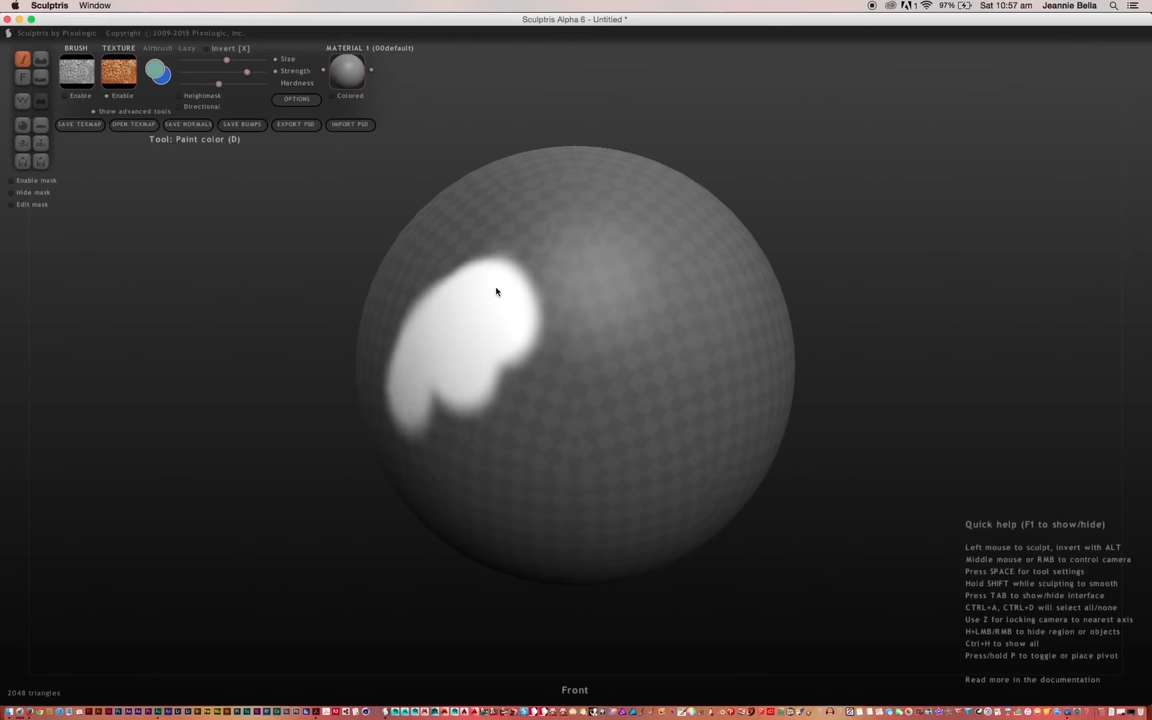 Sculptris Window 1 97% Sat 10:57 am Jeannie Bella
Sculptris Alpha 6 - Untitled *
Sculptris by Pixologic Copyright © 2009-2015 Pixologic, Inc.
BRUSH TEXTURE Airbrush Lazy Invert [X] MATERIAL 1 (00default)
Size
Strength
F Hardness
Enable Enable Heightmask OPTIONS Colored
Directional
Show advanced tools
SAVE TEXMAP OPEN TEXMAP SAVE NORMALS SAVE BUMPS EXPORT PSD IMPORT PSD
Tool: Paint color (D)
Enable mask
Hide mask
Edit mask
Quick help (F1 to show/hide)
Left mouse to sculpt, invert with ALT
Middle mouse or RMB to control camera
Press SPACE for tool settings
Hold SHIFT while sculpting to smooth
Press TAB to show/hide interface
CTRL+A, CTRL+D will select all/none
Use Z for locking camera to nearest axis
H+LMB/RMB to hide region or objects
Ctrl+H to show all
Press/hold P to toggle or place pivot
Read more in the documentation
2048 triangles
Front